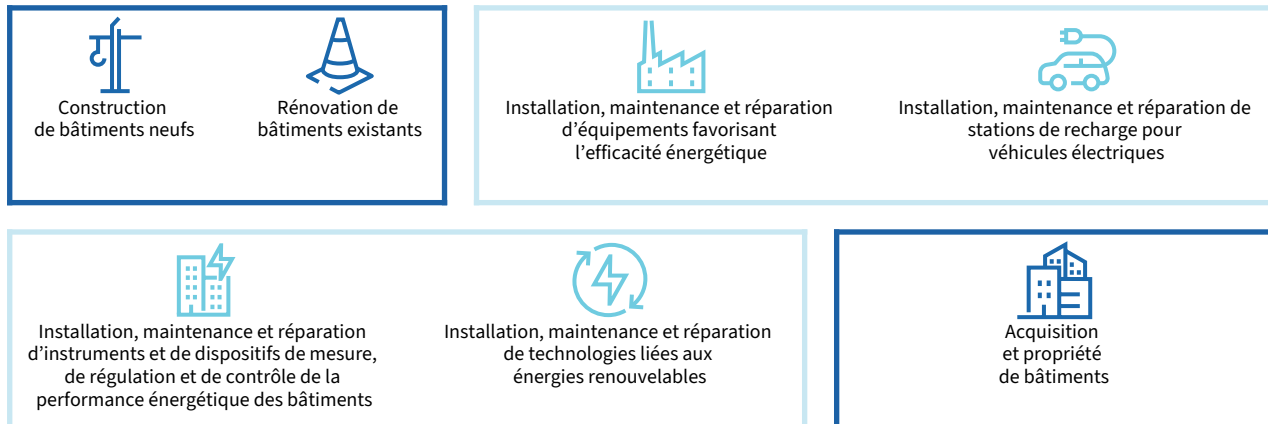 Construction
de bâtiments neufs
Rénovation de
bâtiments existants
Installation, maintenance et réparation
d'équipements favorisant
l'efficacité énergétique
Installation, maintenance et réparation de
stations de recharge pour
véhicules électriques
Installation, maintenance et réparation
d'instruments et de dispositifs de mesure,
de régulation et de contrôle de la
performance énergétique des bâtiments
Installation, maintenance et réparation
de technologies liées aux
énergies renouvelables
Acquisition
et propriété
de bâtiments